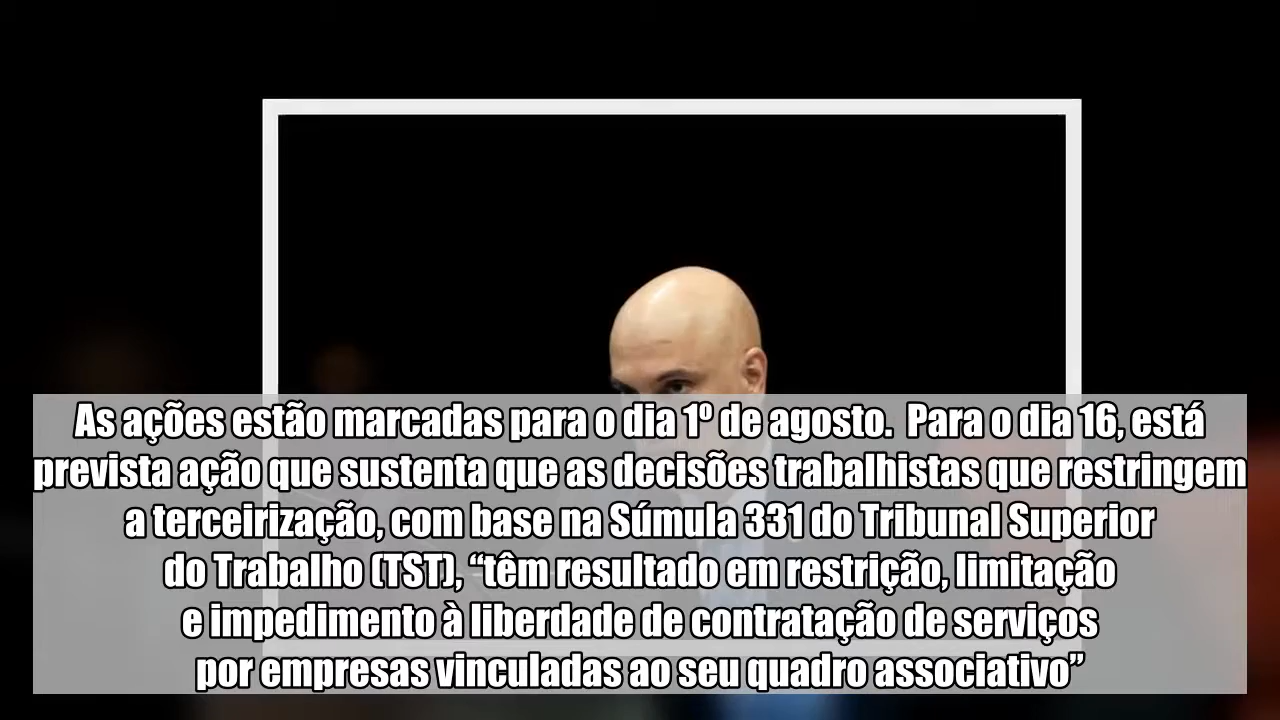 As ações estão marcadas para o dia 1º de agosto.  Para o dia 16, está
prevista ação que sustenta que as decisões trabalhistas que restringem
a terceirização, com base na Súmula 331 do Tribunal Superior
do Trabalho (TST), “têm resultado em restrição, limitação
e impedimento à liberdade de contratação de serviços
por empresas vinculadas ao seu quadro associativo”